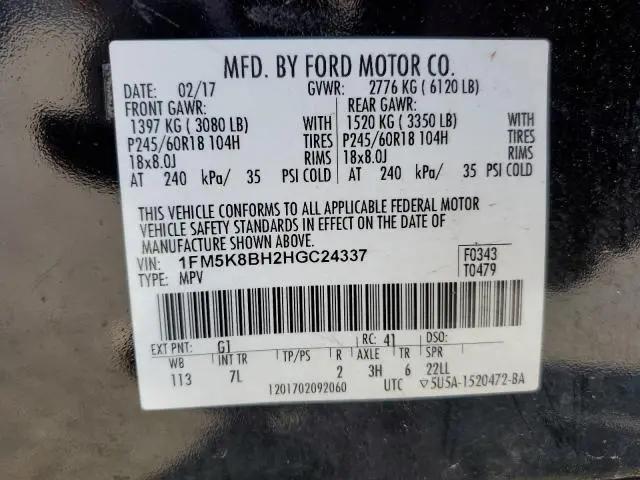 MFD. BY FORD MOTOR CO.
DATE: 02/17 GVWR: 2776 KG ( 6120 LB)
FRONT GAWR: REAR GAWR:
1397 KG ( 3080 LB) WITH 1520 KG ( 3350 LB) WITH
P245/60R18 104H TIRES P245/60R18 104H TIRES
18x8.0J RIMS 18x8.0J RIMS
AT 240 kPa/ 35 PSI COLD AT 240 kPa/ 35 PSI COLD
THIS VEHICLE CONFORMS TO ALL APPLICABLE FEDERAL MOTOR
VEHICLE SAFETY STANDARDS IN EFFECT ON THE DATE OF
MANUFACTURE SHOWN ABOVE.
VIN: 1FM5K8BH2HGC24337 F0343
TYPE: MPV T0479
EXT PNT: G1 RC: 41 DSO:
WB INT TR TP/PS R AXLE TR SPR
113 7L 2 3H 6 22LL
1201702092060 UTC ▽5U5A-1520472-BA